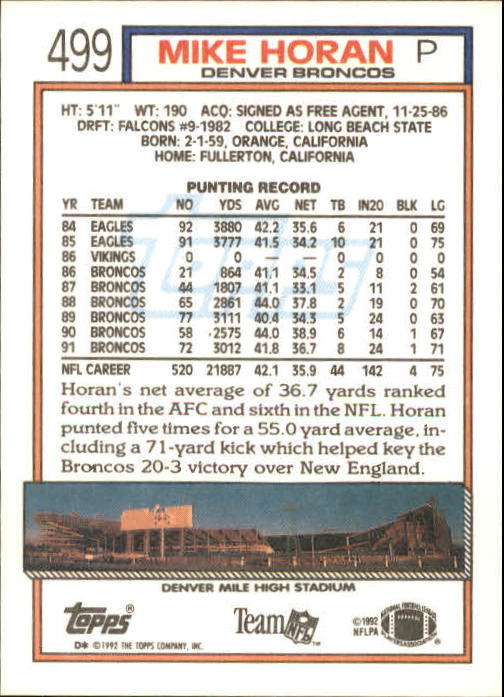 499 MIKE HORAN P
DENVER BRONCOS
HT: 5'11" WT: 190 ACQ: SIGNED AS FREE AGENT, 11-25-86
DRFT: FALCONS #9-1982 COLLEGE: LONG BEACH STATE
BORN: 2-1-59, ORANGE, CALIFORNIA
HOME: FULLERTON, CALIFORNIA
PUNTING RECORD
YR TEAM NO YDS AVG NET TB IN20 BLK LG
84 EAGLES 92 3880 42.2 35.6 6 21 0 69
85 EAGLES 91 3777 41.5 34.2 10 21 0 75
86 VIKINGS 0 0 — — 0 0 0 0
86 BRONCOS 21 864 41.1 34.5 2 8 0 54
87 BRONCOS 44 1807 41.1 33.1 5 11 2 61
88 BRONCOS 65 2861 44.0 37.8 2 19 0 70
89 BRONCOS 77 3111 40.4 34.3 5 24 0 63
90 BRONCOS 58 2575 44.0 38.9 6 14 1 67
91 BRONCOS 72 3012 41.8 36.7 8 24 1 71
NFL CAREER 520 21887 42.1 35.9 44 142 4 75
Horan's net average of 36.7 yards ranked
fourth in the AFC and sixth in the NFL. Horan
punted five times for a 55.0 yard average, in-
cluding a 71-yard kick which helped key the
Broncos 20-3 victory over New England.
DENVER MILE HIGH STADIUM
TOPPS® Team NFL™ ©1992
NFLPA
D* ©1992 THE TOPPS COMPANY, INC.